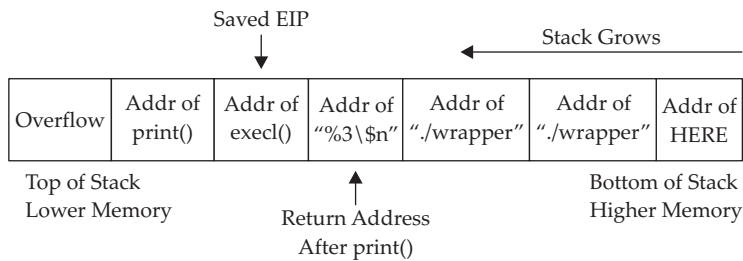 Saved EIP
Stack Grows
Overflow
Addr of
print()
Addr of
execl()
Addr of
“%3\$n”
Addr of
“./wrapper”
Addr of
“./wrapper”
Addr of
HERE
Top of Stack
Lower Memory
Bottom of Stack
Higher Memory
Return Address
After print()